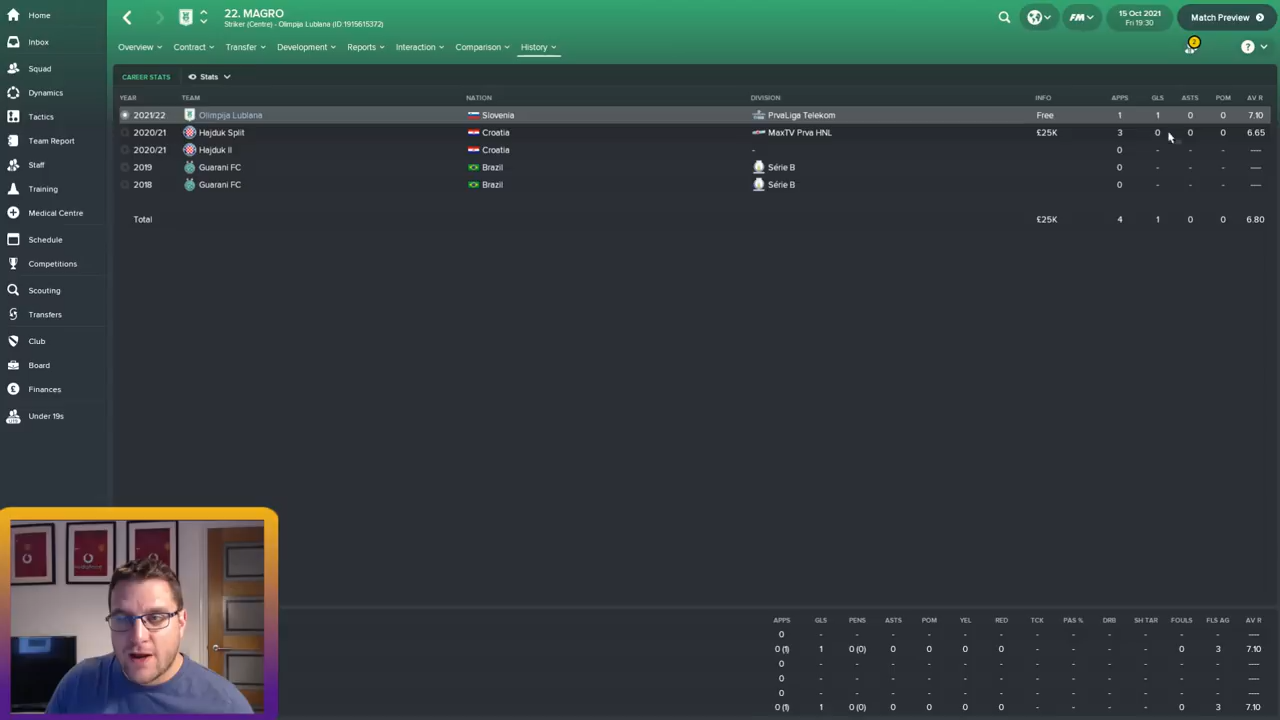 Home
Inbox
Squad
Dynamics
Tactics
Team Report
Staff
Training
Medical Centre
Schedule
Competitions
Scouting
Transfers
Club
Board
Finances
Under 19s
22. MAGRO
Striker (Centre) - Olimpija Lublana (ID:1915615372)
FM
15 Oct 2021
Fri 19:30
Match Preview
Overview Contract Transfer Development Reports Interaction Comparison History
2
?
CAREER STATS Stats
YEAR TEAM NATION DIVISION INFO APPS GLS ASTS POM AV R
2021/22 Olimpija Lublana Slovenia PrvaLiga Telekom Free 1 1 0 0 7.10
2020/21 Hajduk Split Croatia MaxTV Prva HNL £25K 3 0 0 0 6.65
2020/21 Hajduk II Croatia - 0 - - - ----
2019 Guarani FC Brazil Série B 0 - - - ----
2018 Guarani FC Brazil Série B 0 - - - ----
Total £25K 4 1 0 0 6.80
APPS GLS PENS ASTS POM YEL RED TCK PAS % DRB SH TAR FOULS FLS AG AV R
0 - - - - - - - - - - - - ----
0 (1) 1 0 (0) 0 0 0 0 - - - - 0 3 7.10
0 - - - - - - - - - - - - ----
0 - - - - - - - - - - - - ----
0 - - - - - - - - - - - - ----
0 (1) 1 0 (0) 0 0 0 0 - - - - 0 3 7.10